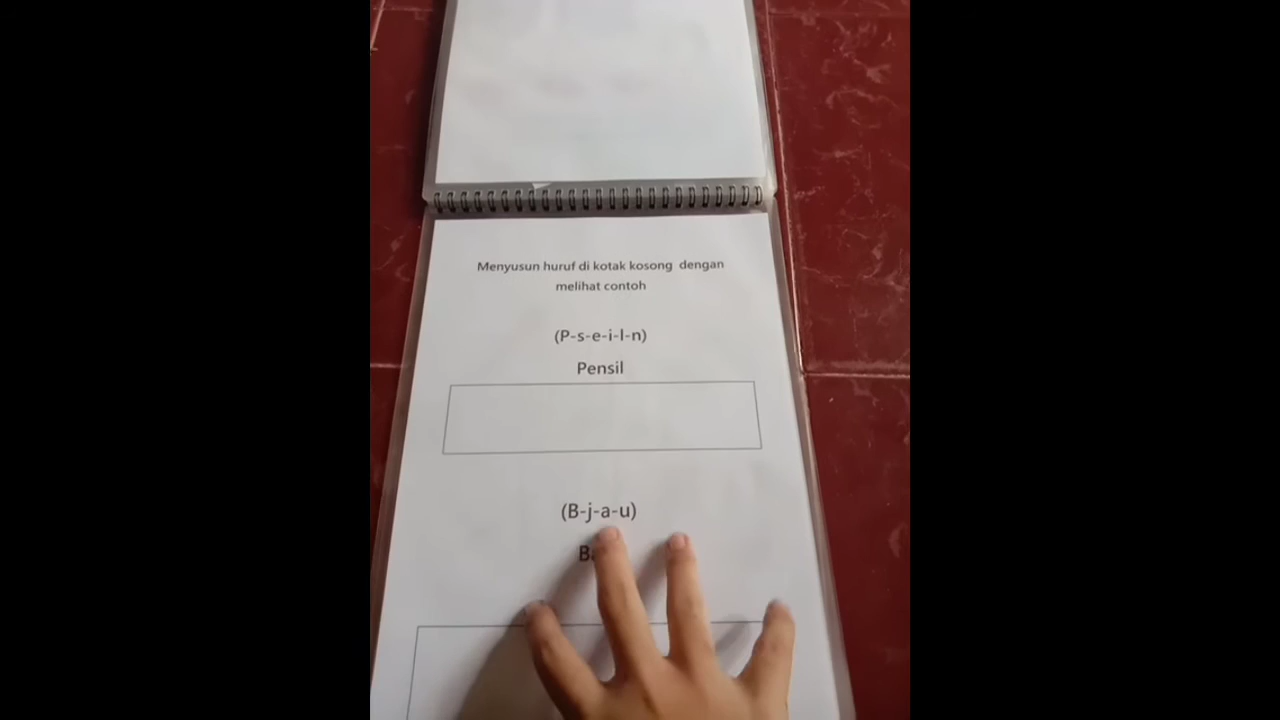 Menyusun huruf di kotak kosong dengan
melihat contoh
(P-s-e-i-l-n)
Pensil
(B-j-a-u)